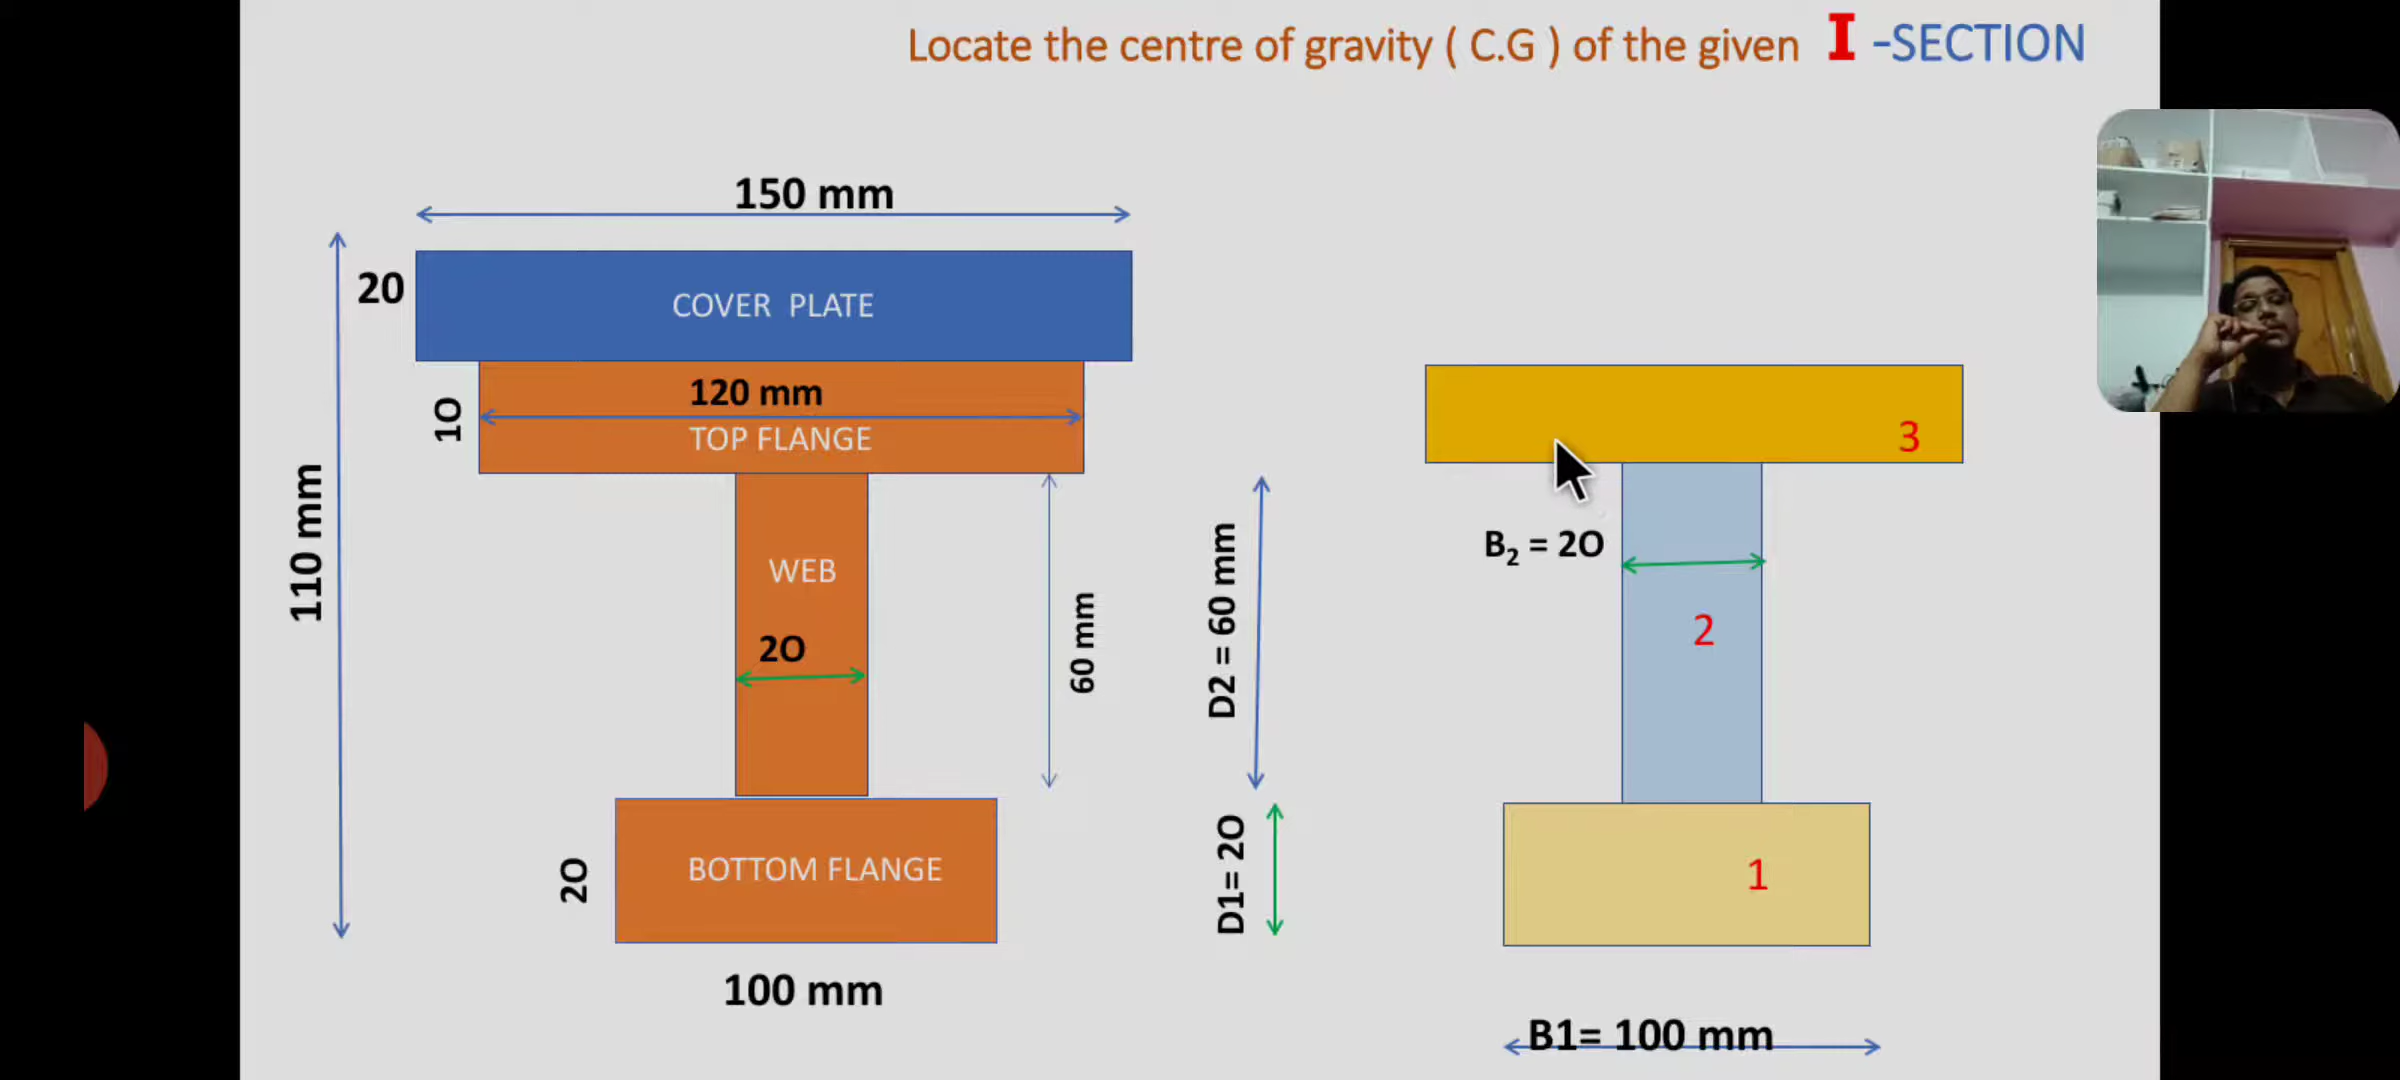 Locate the centre of gravity ( C.G ) of the given I -SECTION
150 mm
20
COVER PLATE
120 mm
10
TOP FLANGE
110 mm
WEB
20
60 mm
BOTTOM FLANGE
20
100 mm
3
B2 = 20
D2 = 60 mm
2
D1= 20
1
B1= 100 mm